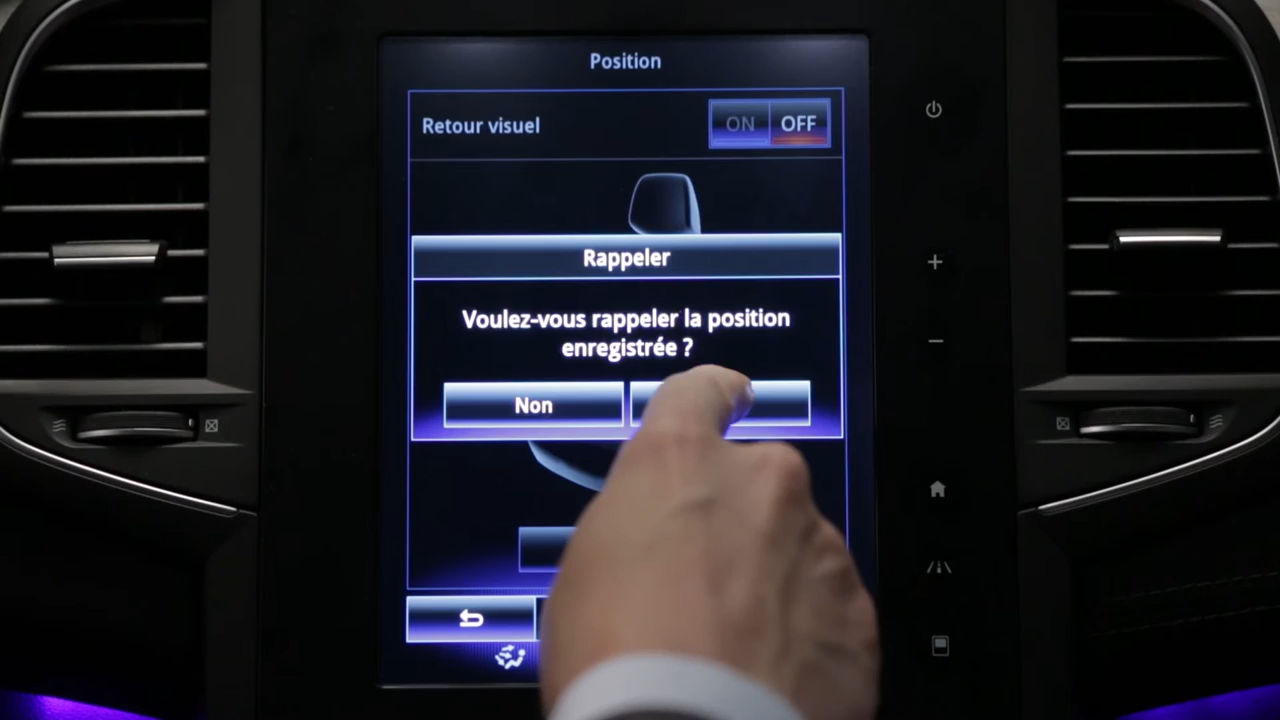 Position
Retour visuel
ON OFF
Rappeler
Voulez-vous rappeler la position
enregistrée ?
Non